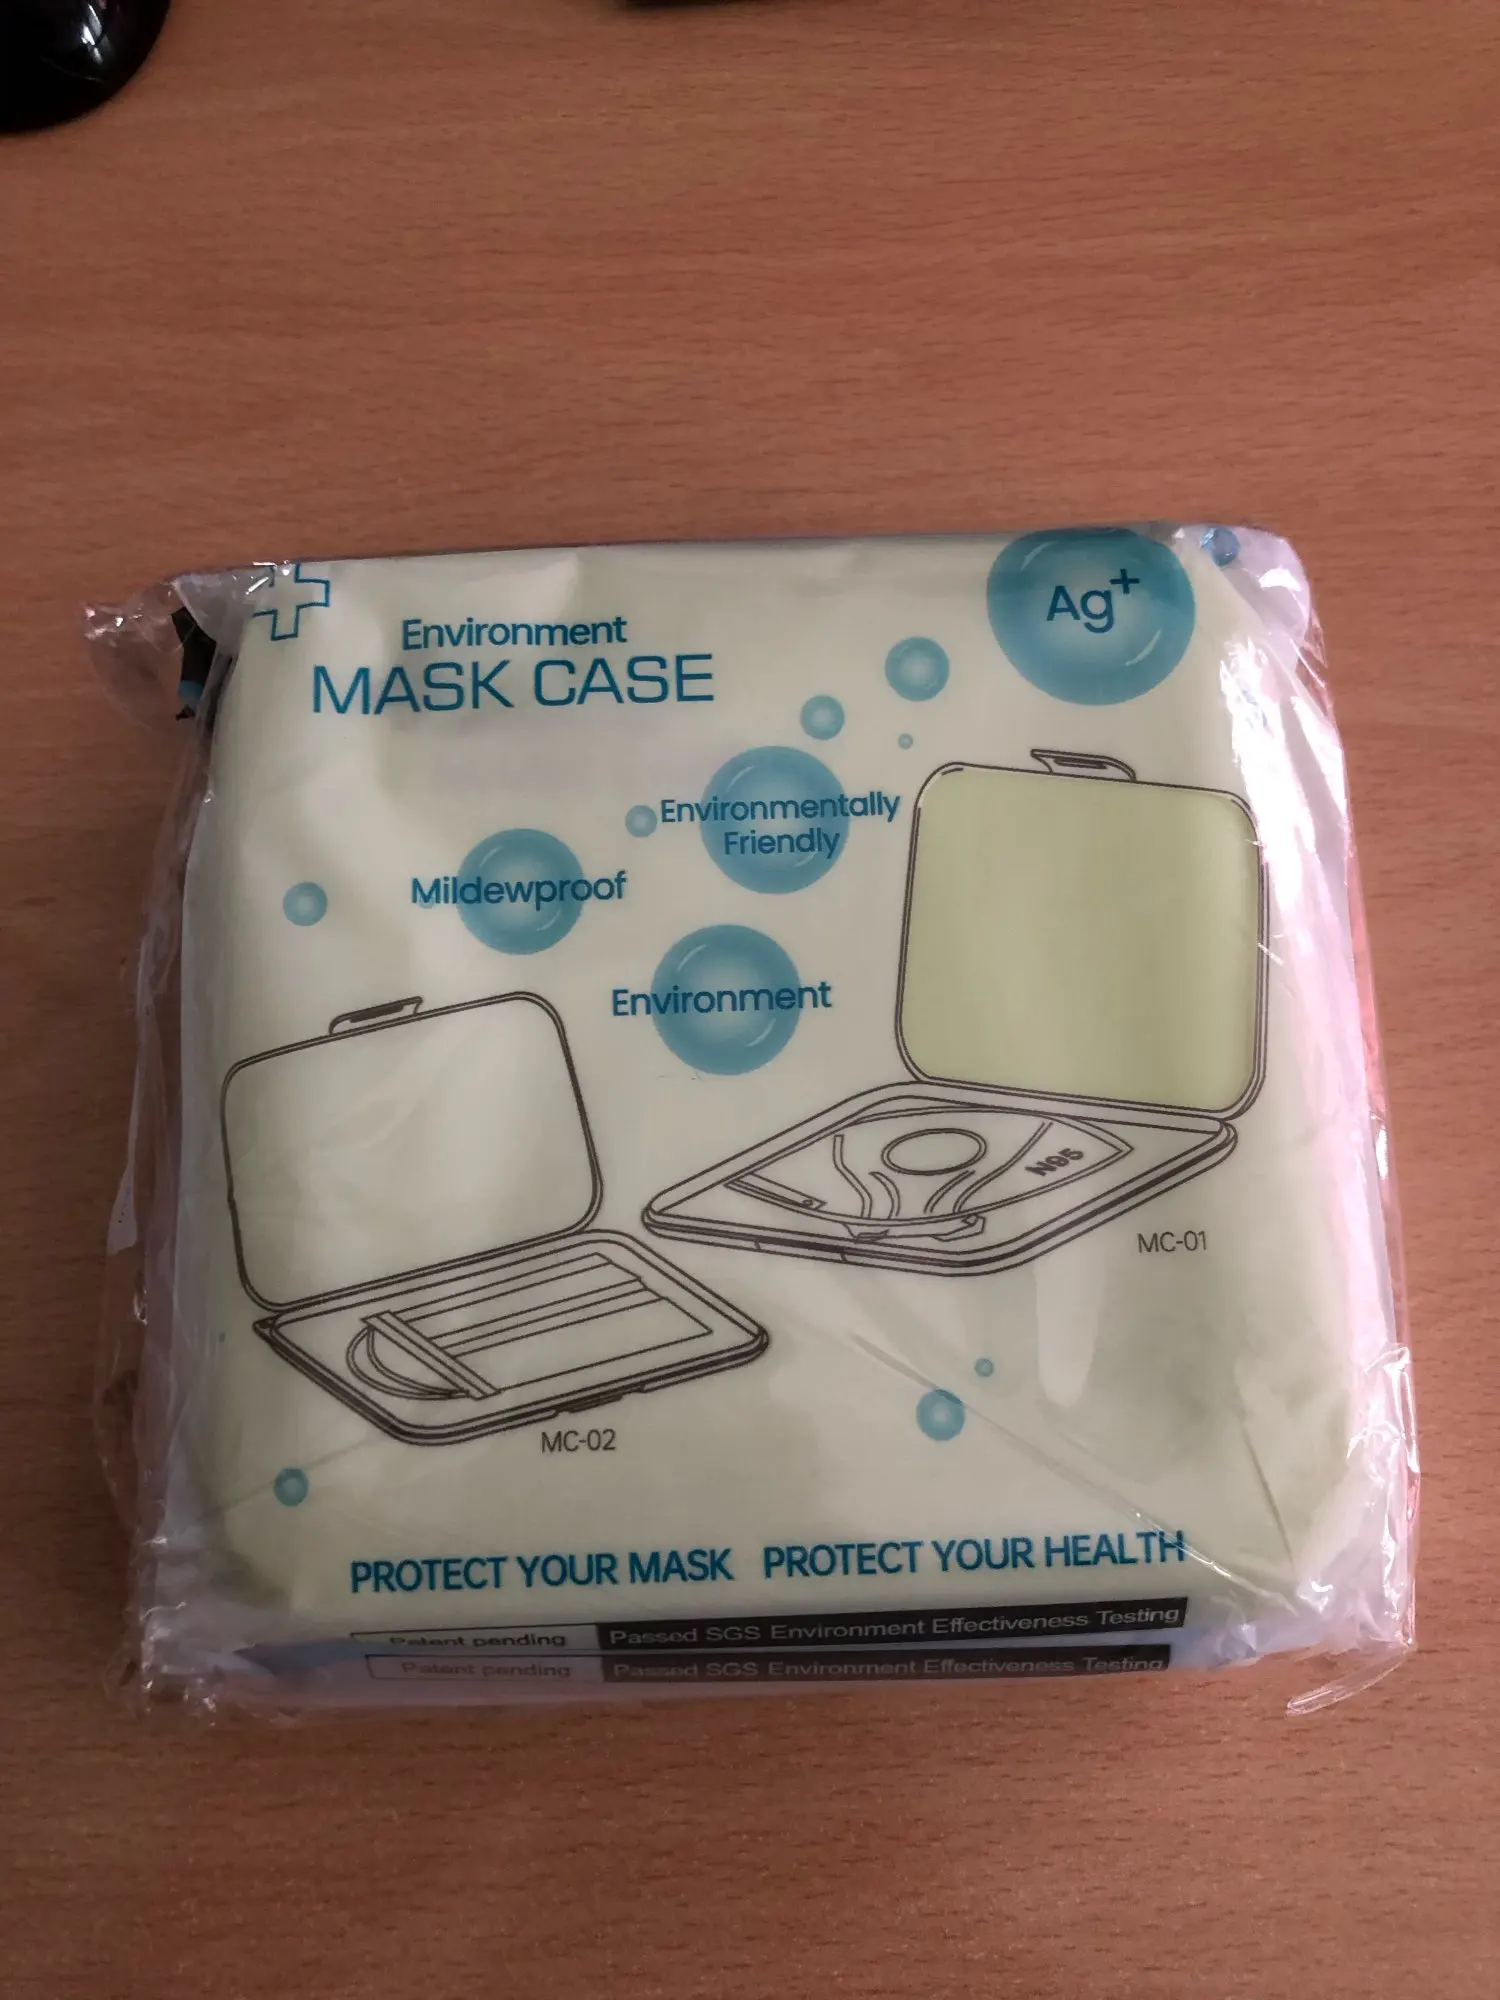 Environment
MASK CASE
Ag+
Environmentally
Friendly
Mildewproof
Environment
N95
MC-01
MC-02
PROTECT YOUR MASK PROTECT YOUR HEALTH
Patent pending Passed SGS Environment Effectiveness Testing
Patent pending Passed SGS Environment Effectiveness Testing